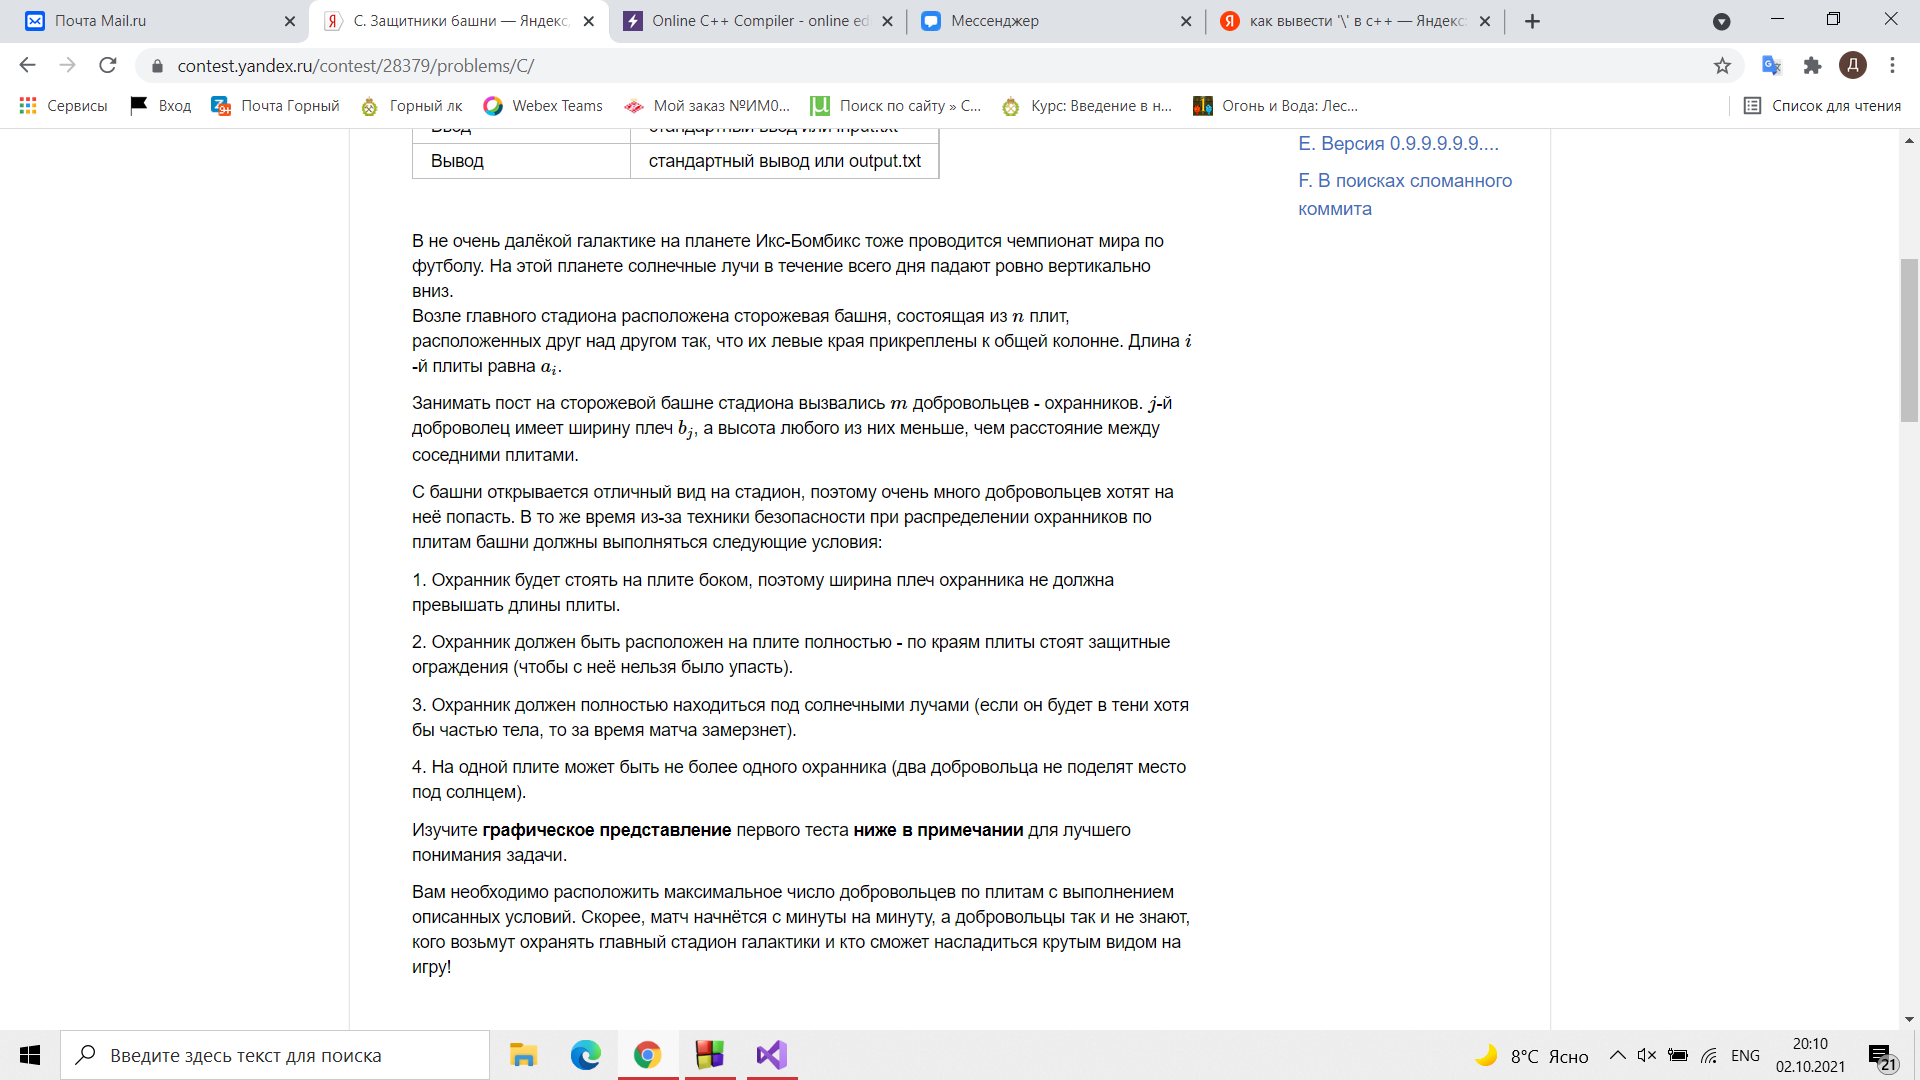 Почта Mail.ru
С. Защитники башни — Яндекс.
Online C++ Compiler - online ed
Мессенджер
как вывести '\' в c++ — Яндекс
contest.yandex.ru/contest/28379/problems/C/
Д
Сервисы
Вход
Почта Горный
Горный лк
Webex Teams
Мой заказ №ИМ0...
Поиск по сайту » С...
Курс: Введение в н...
Огонь и Вода: Лес...
Список для чтения
Ввод
стандартный ввод или input.txt
Вывод
стандартный вывод или output.txt
E. Версия 0.9.9.9.9.9....
F. В поисках сломанного
коммита
В не очень далёкой галактике на планете Икс-Бомбикс тоже проводится чемпионат мира по
футболу. На этой планете солнечные лучи в течение всего дня падают ровно вертикально
вниз.
Возле главного стадиона расположена сторожевая башня, состоящая из n плит,
расположенных друг над другом так, что их левые края прикреплены к общей колонне. Длина i
-й плиты равна aᵢ.
Занимать пост на сторожевой башне стадиона вызвались m добровольцев - охранников. j-й
доброволец имеет ширину плеч bⱼ, а высота любого из них меньше, чем расстояние между
соседними плитами.
С башни открывается отличный вид на стадион, поэтому очень много добровольцев хотят на
неё попасть. В то же время из-за техники безопасности при распределении охранников по
плитам башни должны выполняться следующие условия:
1. Охранник будет стоять на плите боком, поэтому ширина плеч охранника не должна
превышать длины плиты.
2. Охранник должен быть расположен на плите полностью - по краям плиты стоят защитные
ограждения (чтобы с неё нельзя было упасть).
3. Охранник должен полностью находиться под солнечными лучами (если он будет в тени хотя
бы частью тела, то за время матча замерзнет).
4. На одной плите может быть не более одного охранника (два добровольца не поделят место
под солнцем).
Изучите графическое представление первого теста ниже в примечании для лучшего
понимания задачи.
Вам необходимо расположить максимальное число добровольцев по плитам с выполнением
описанных условий. Скорее, матч начнётся с минуты на минуту, а добровольцы так и не знают,
кого возьмут охранять главный стадион галактики и кто сможет насладиться крутым видом на
игру!
Введите здесь текст для поиска
8°C Ясно
ENG
20:10
02.10.2021
21